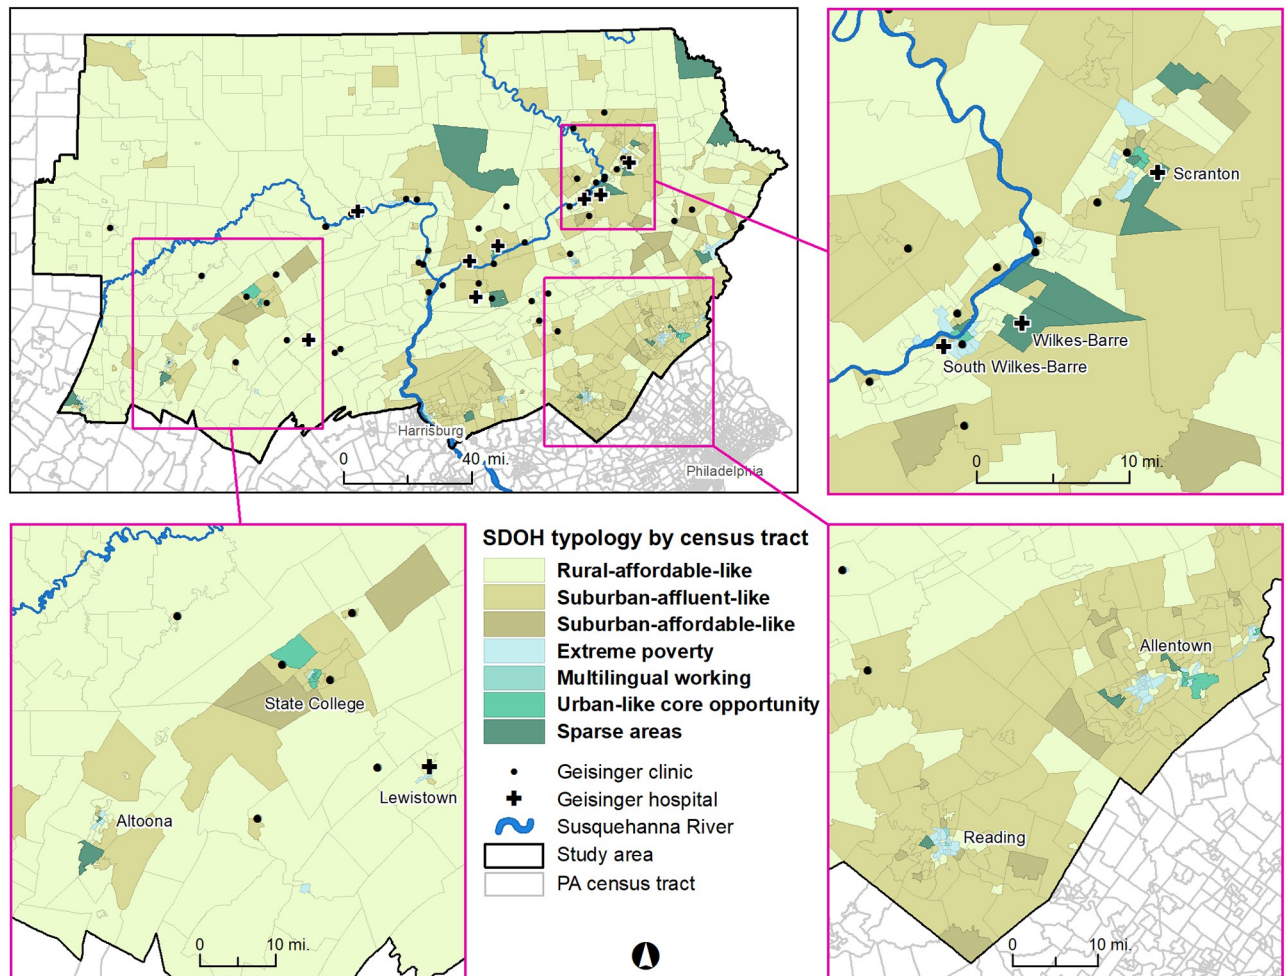 Harrisburg
Philadelphia
0 40 mi.
Scranton
Wilkes-Barre
South Wilkes-Barre
0 10 mi.
State College
Lewistown
Altoona
0 10 mi.
SDOH typology by census tract
Rural-affordable-like
Suburban-affluent-like
Suburban-affordable-like
Extreme poverty
Multilingual working
Urban-like core opportunity
Sparse areas
Geisinger clinic
Geisinger hospital
Susquehanna River
Study area
PA census tract
Allentown
Reading
0 10 mi.